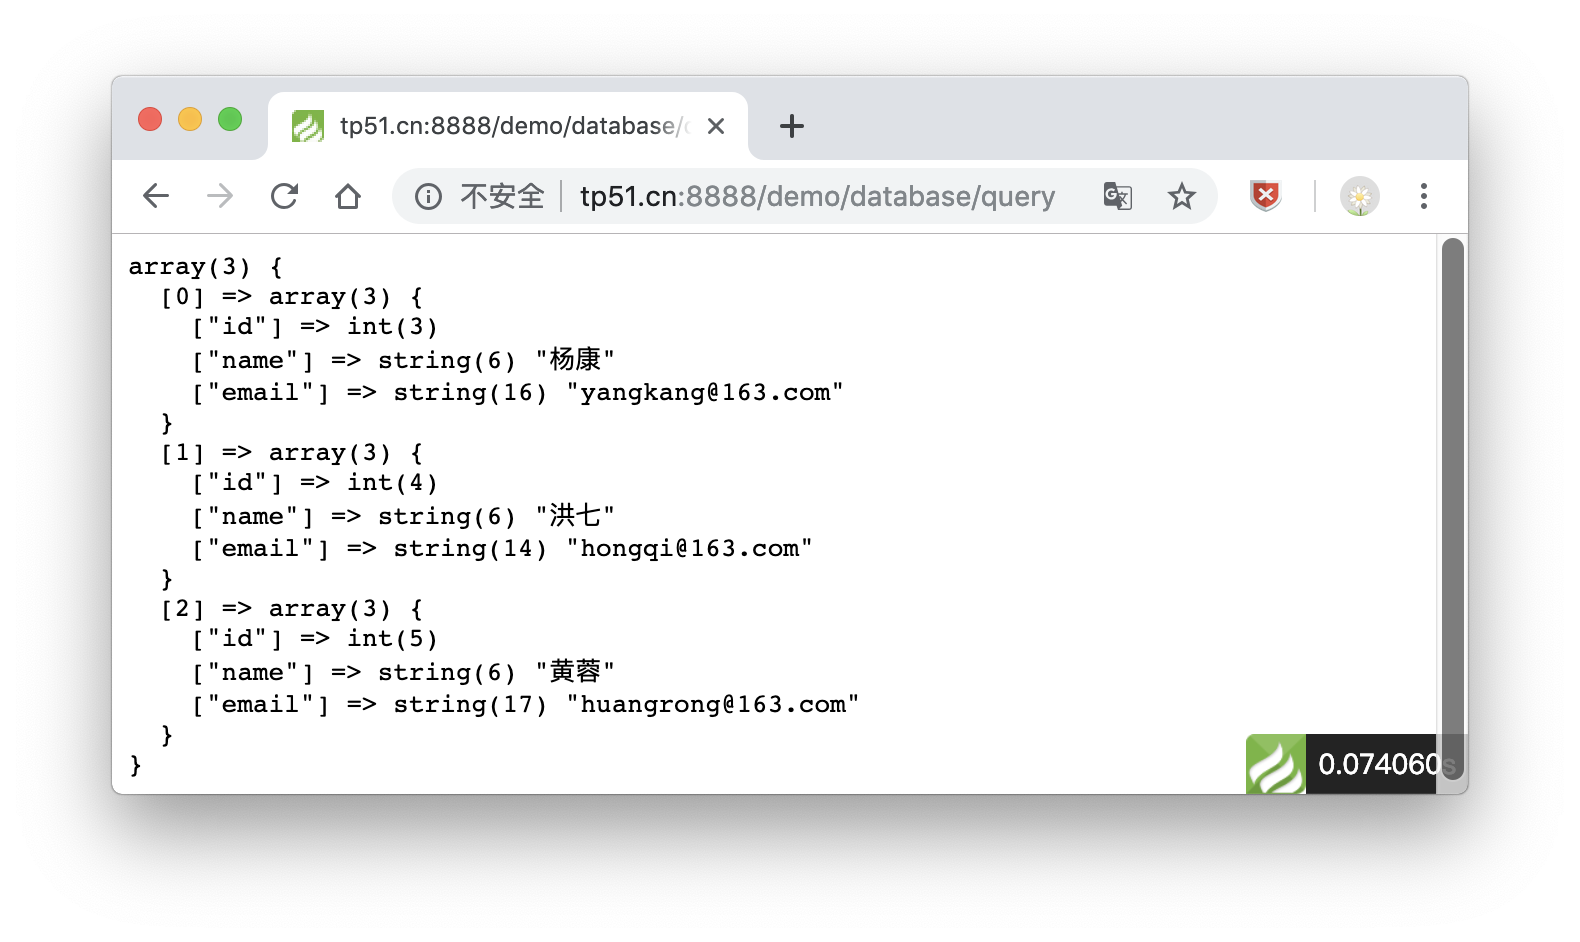 tp51.cn:8888/demo/database/
不安全 tp51.cn:8888/demo/database/query
array(3) {
  [0] => array(3) {
    ["id"] => int(3)
    ["name"] => string(6) "杨康"
    ["email"] => string(16) "yangkang@163.com"
  }
  [1] => array(3) {
    ["id"] => int(4)
    ["name"] => string(6) "洪七"
    ["email"] => string(14) "hongqi@163.com"
  }
  [2] => array(3) {
    ["id"] => int(5)
    ["name"] => string(6) "黄蓉"
    ["email"] => string(17) "huangrong@163.com"
  }
}
0.074060s